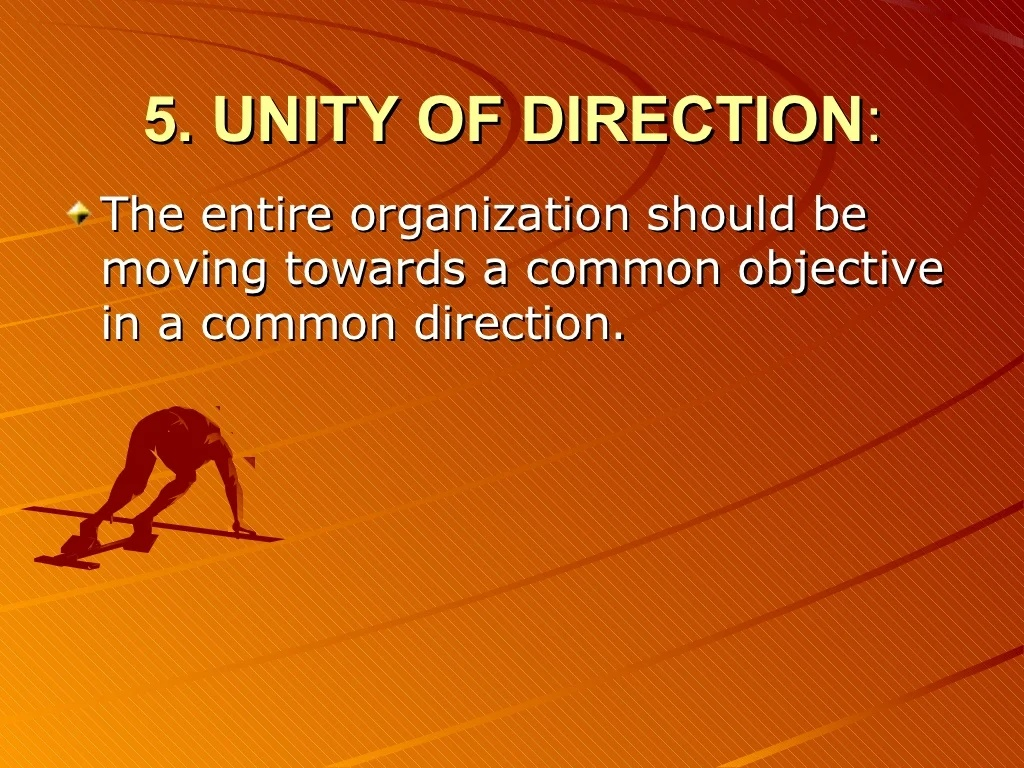 5. UNITY OF DIRECTION:
The entire organization should be
moving towards a common objective
in a common direction.